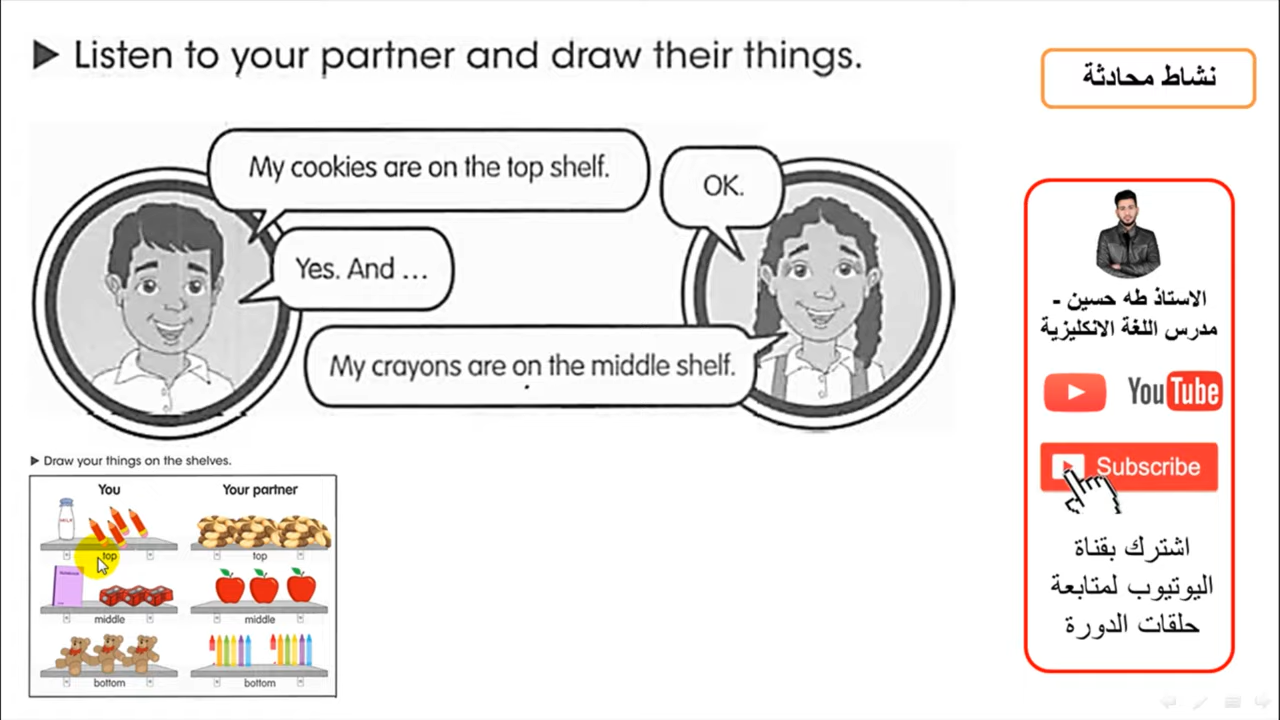 ▶ Listen to your partner and draw their things.
نشاط محادثة
My cookies are on the top shelf.
OK.
Yes. And ...
My crayons are on the middle shelf.
الاستاذ طه حسين -
مدرس اللغة الانكليزية
YouTube
Subscribe
اشترك بقناة
اليوتيوب لمتابعة
حلقات الدورة
▶ Draw your things on the shelves.
You
Your partner
MILK
top
top
middle
middle
bottom
bottom